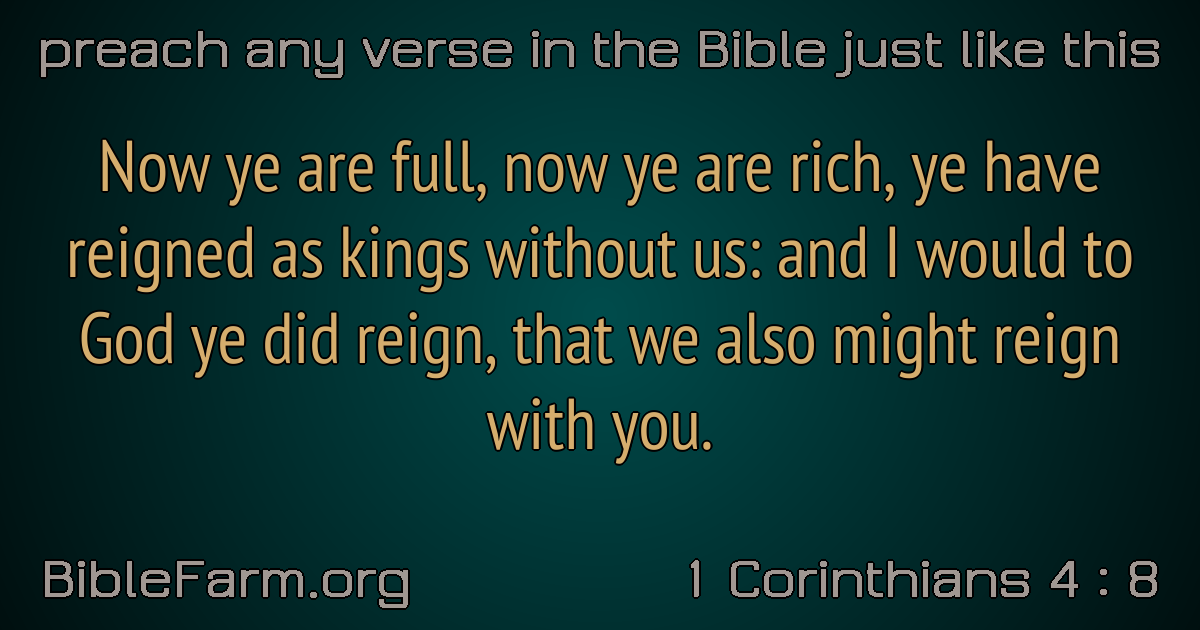 preach any verse in the Bible just like this
Now ye are full, now ye are rich, ye have
reigned as kings without us: and I would to
God ye did reign, that we also might reign
with you.
BibleFarm.org
1 Corinthians 4 : 8